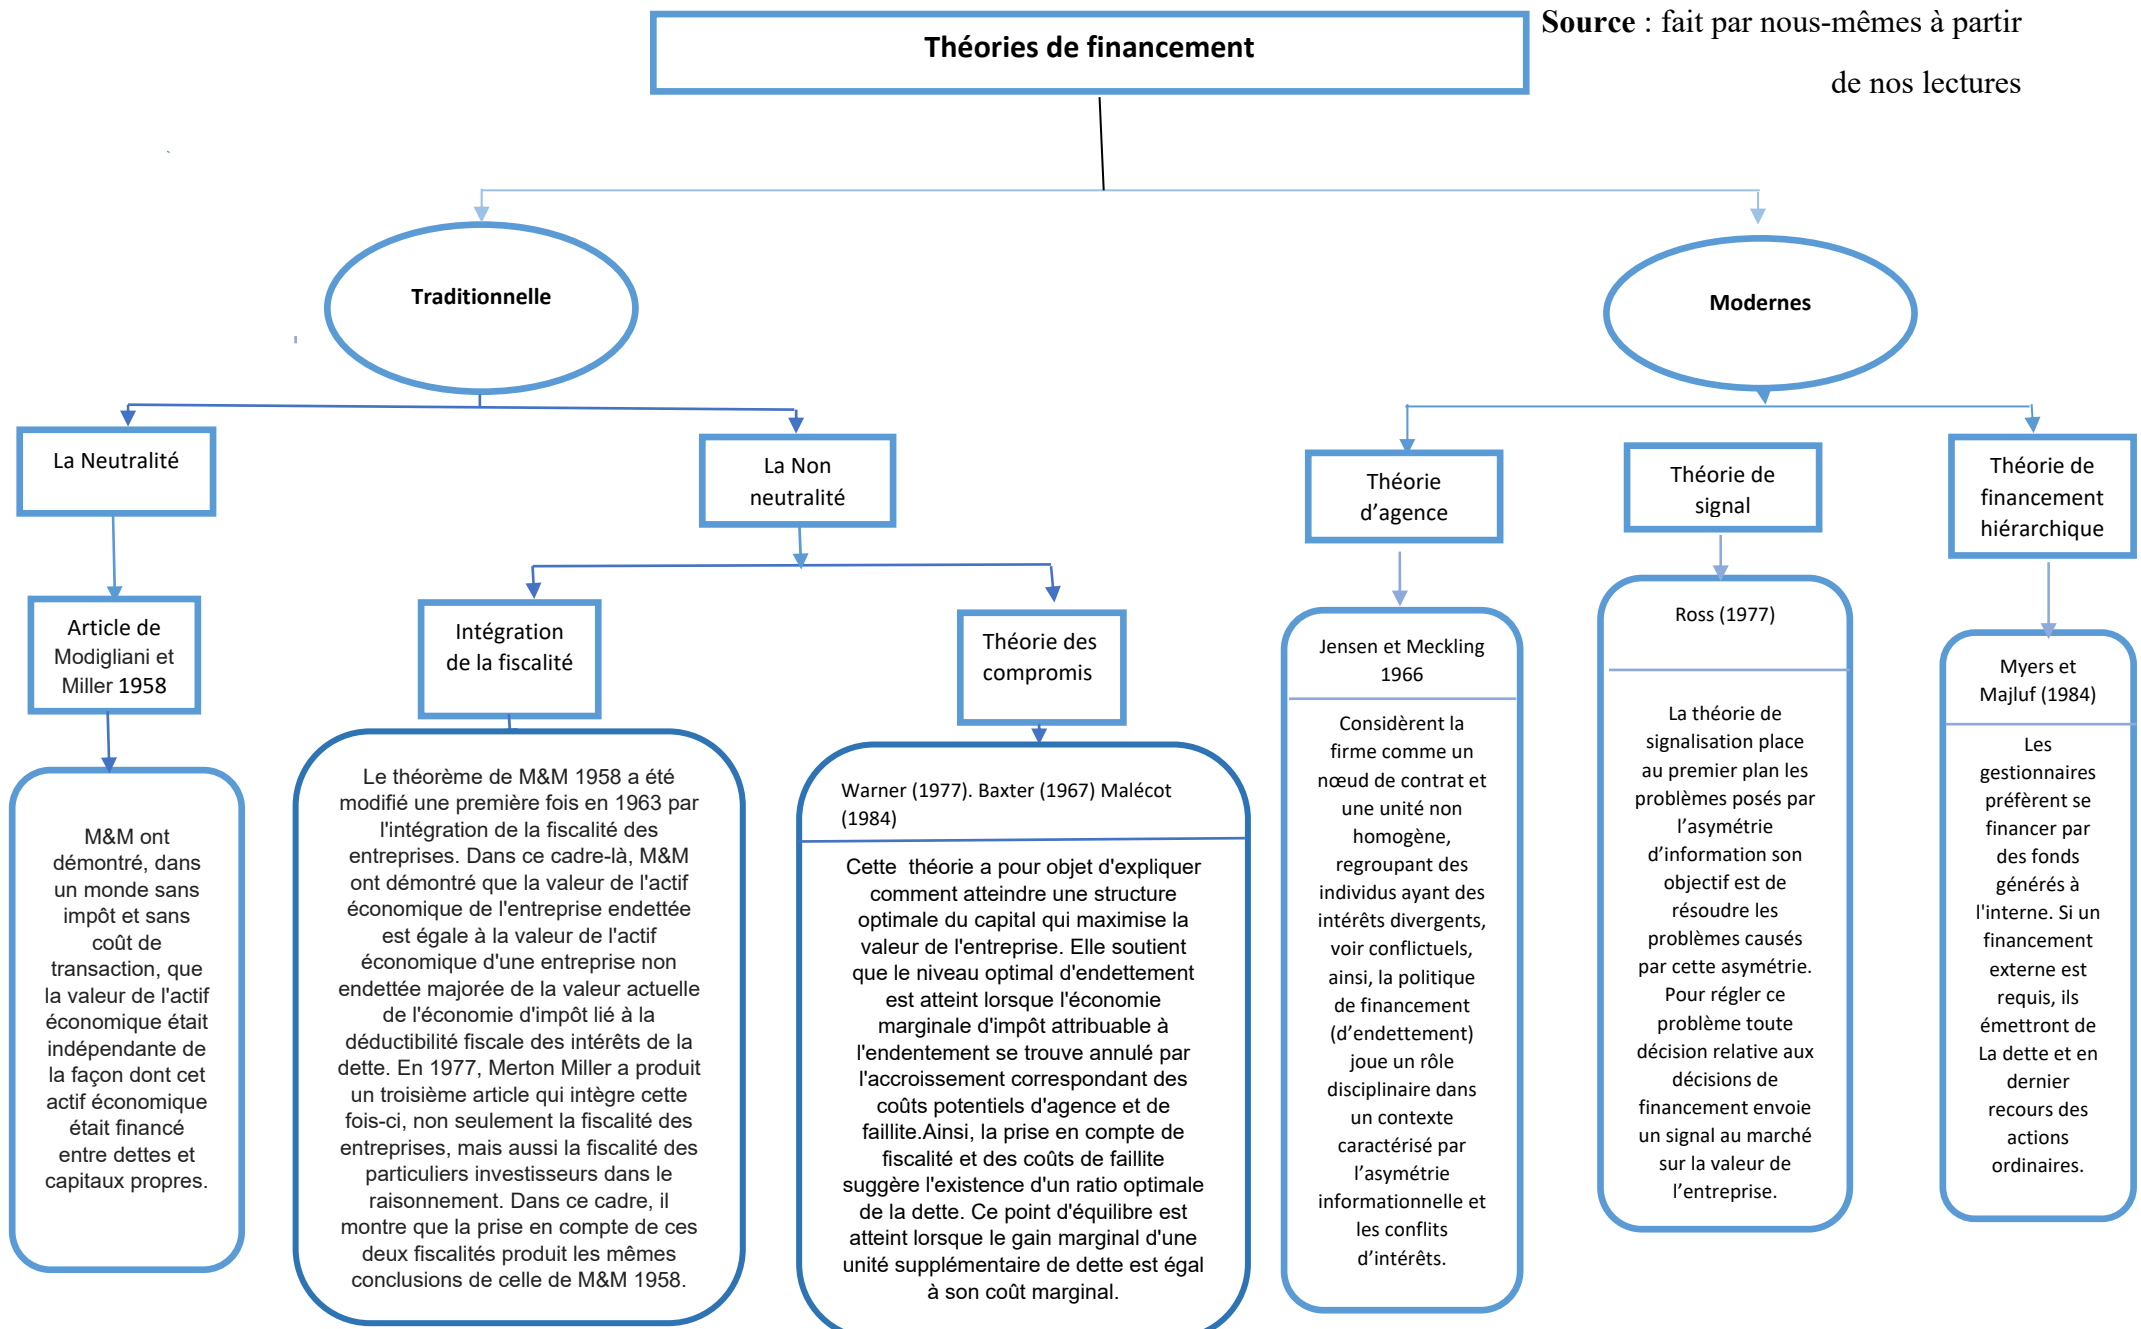 Théories de financement
Source : fait par nous-mêmes à partir
de nos lectures
Traditionnelle
Modernes
La Neutralité
La Non
neutralité
Théorie
d’agence
Théorie de
signal
Théorie de
financement
hiérarchique
Article de
Modigliani et
Miller 1958
Intégration
de la fiscalité
Théorie des
compromis
M&M ont
démontré, dans
un monde sans
impôt et sans
coût de
transaction, que
la valeur de l'actif
économique était
indépendante de
la façon dont cet
actif économique
était financé
entre dettes et
capitaux propres.
Le théorème de M&M 1958 a été
modifié une première fois en 1963 par
l'intégration de la fiscalité des
entreprises. Dans ce cadre-là, M&M
ont démontré que la valeur de l'actif
économique de l'entreprise endettée
est égale à la valeur de l'actif
économique d'une entreprise non
endettée majorée de la valeur actuelle
de l'économie d'impôt lié à la
déductibilité fiscale des intérêts de la
dette. En 1977, Merton Miller a produit
un troisième article qui intègre cette
fois-ci, non seulement la fiscalité des
entreprises, mais aussi la fiscalité des
particuliers investisseurs dans le
raisonnement. Dans ce cadre, il
montre que la prise en compte de ces
deux fiscalités produit les mêmes
conclusions de celle de M&M 1958.
Warner (1977). Baxter (1967) Malécot
(1984)
Cette  théorie a pour objet d'expliquer
comment atteindre une structure
optimale du capital qui maximise la
valeur de l'entreprise. Elle soutient
que le niveau optimal d'endettement
est atteint lorsque l'économie
marginale d'impôt attribuable à
l'endentement se trouve annulé par
l'accroissement correspondant des
coûts potentiels d'agence et de
faillite.Ainsi, la prise en compte de
fiscalité et des coûts de faillite
suggère l'existence d'un ratio optimale
de la dette. Ce point d'équilibre est
atteint lorsque le gain marginal d'une
unité supplémentaire de dette est égal
à son coût marginal.
Jensen et Meckling
1966
Considèrent la
firme comme un
nœud de contrat et
une unité non
homogène,
regroupant des
individus ayant des
intérêts divergents,
voir conflictuels,
ainsi, la politique
de financement
(d’endettement)
joue un rôle
disciplinaire dans
un contexte
caractérisé par
l’asymétrie
informationnelle et
les conflits
d’intérêts.
Ross (1977)
La théorie de
signalisation place
au premier plan les
problèmes posés par
l’asymétrie
d’information son
objectif est de
résoudre les
problèmes causés
par cette asymétrie.
Pour régler ce
problème toute
décision relative aux
décisions de
financement envoie
un signal au marché
sur la valeur de
l’entreprise.
Myers et
Majluf (1984)
Les
gestionnaires
préfèrent se
financer par
des fonds
générés à
l'interne. Si un
financement
externe est
requis, ils
émettront de
La dette et en
dernier
recours des
actions
ordinaires.